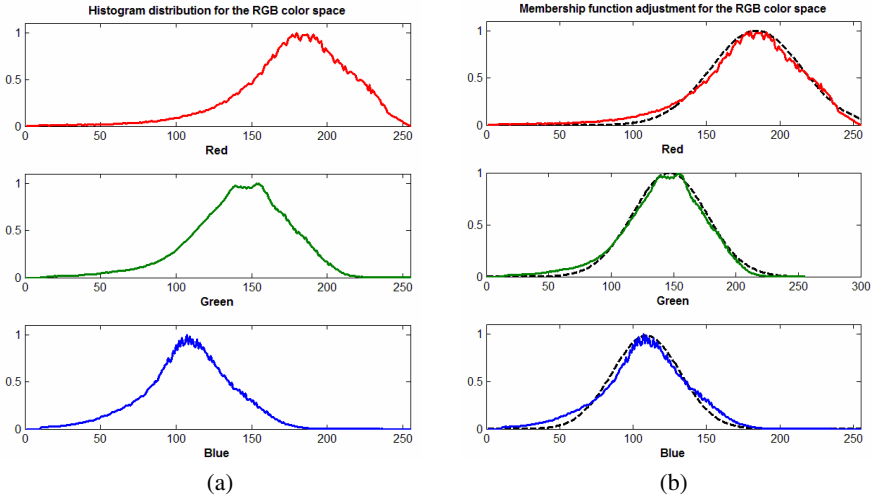 Histogram distribution for the RGB color space
1
0.5
0
0 50 100 150 200 250
Red
1
0.5
0
0 50 100 150 200 250
Green
1
0.5
0
0 50 100 150 200 250
Blue
(a)
Membership function adjustment for the RGB color space
1
0.5
0
0 50 100 150 200 250
Red
1
0.5
0
0 50 100 150 200 250 300
Green
1
0.5
0
0 50 100 150 200 250
Blue
(b)